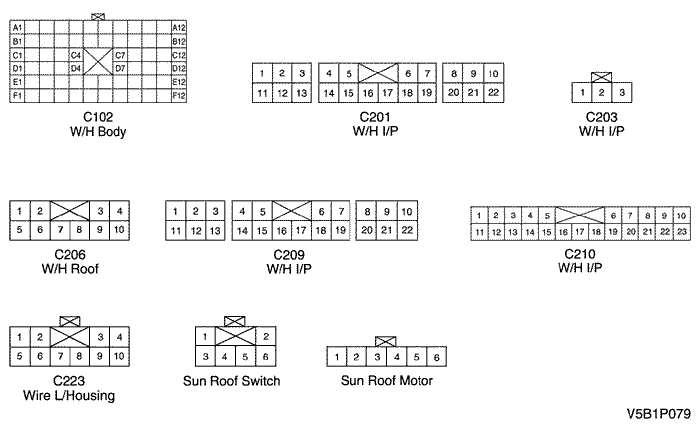 A1 A12
B1 B12
C1 C4 C7 C12
D1 D4 D7 D12
E1 E12
F1 F12
C102
W/H Body
1 2 3 4 5 6 7 8 9 10
11 12 13 14 15 16 17 18 19 20 21 22
C201
W/H I/P
1 2 3
C203
W/H I/P
1 2 3 4
5 6 7 8 9 10
C206
W/H Roof
1 2 3 4 5 6 7 8 9 10
11 12 13 14 15 16 17 18 19 20 21 22
C209
W/H I/P
1 2 3 4 5 6 7 8 9 10
11 12 13 14 15 16 17 18 19 20 21 22 23
C210
W/H I/P
1 2 3 4
5 6 7 8 9 10
C223
Wire L/Housing
1 2
3 4 5 6
Sun Roof Switch
1 2 3 4 5 6
Sun Roof Motor
V5B1P079